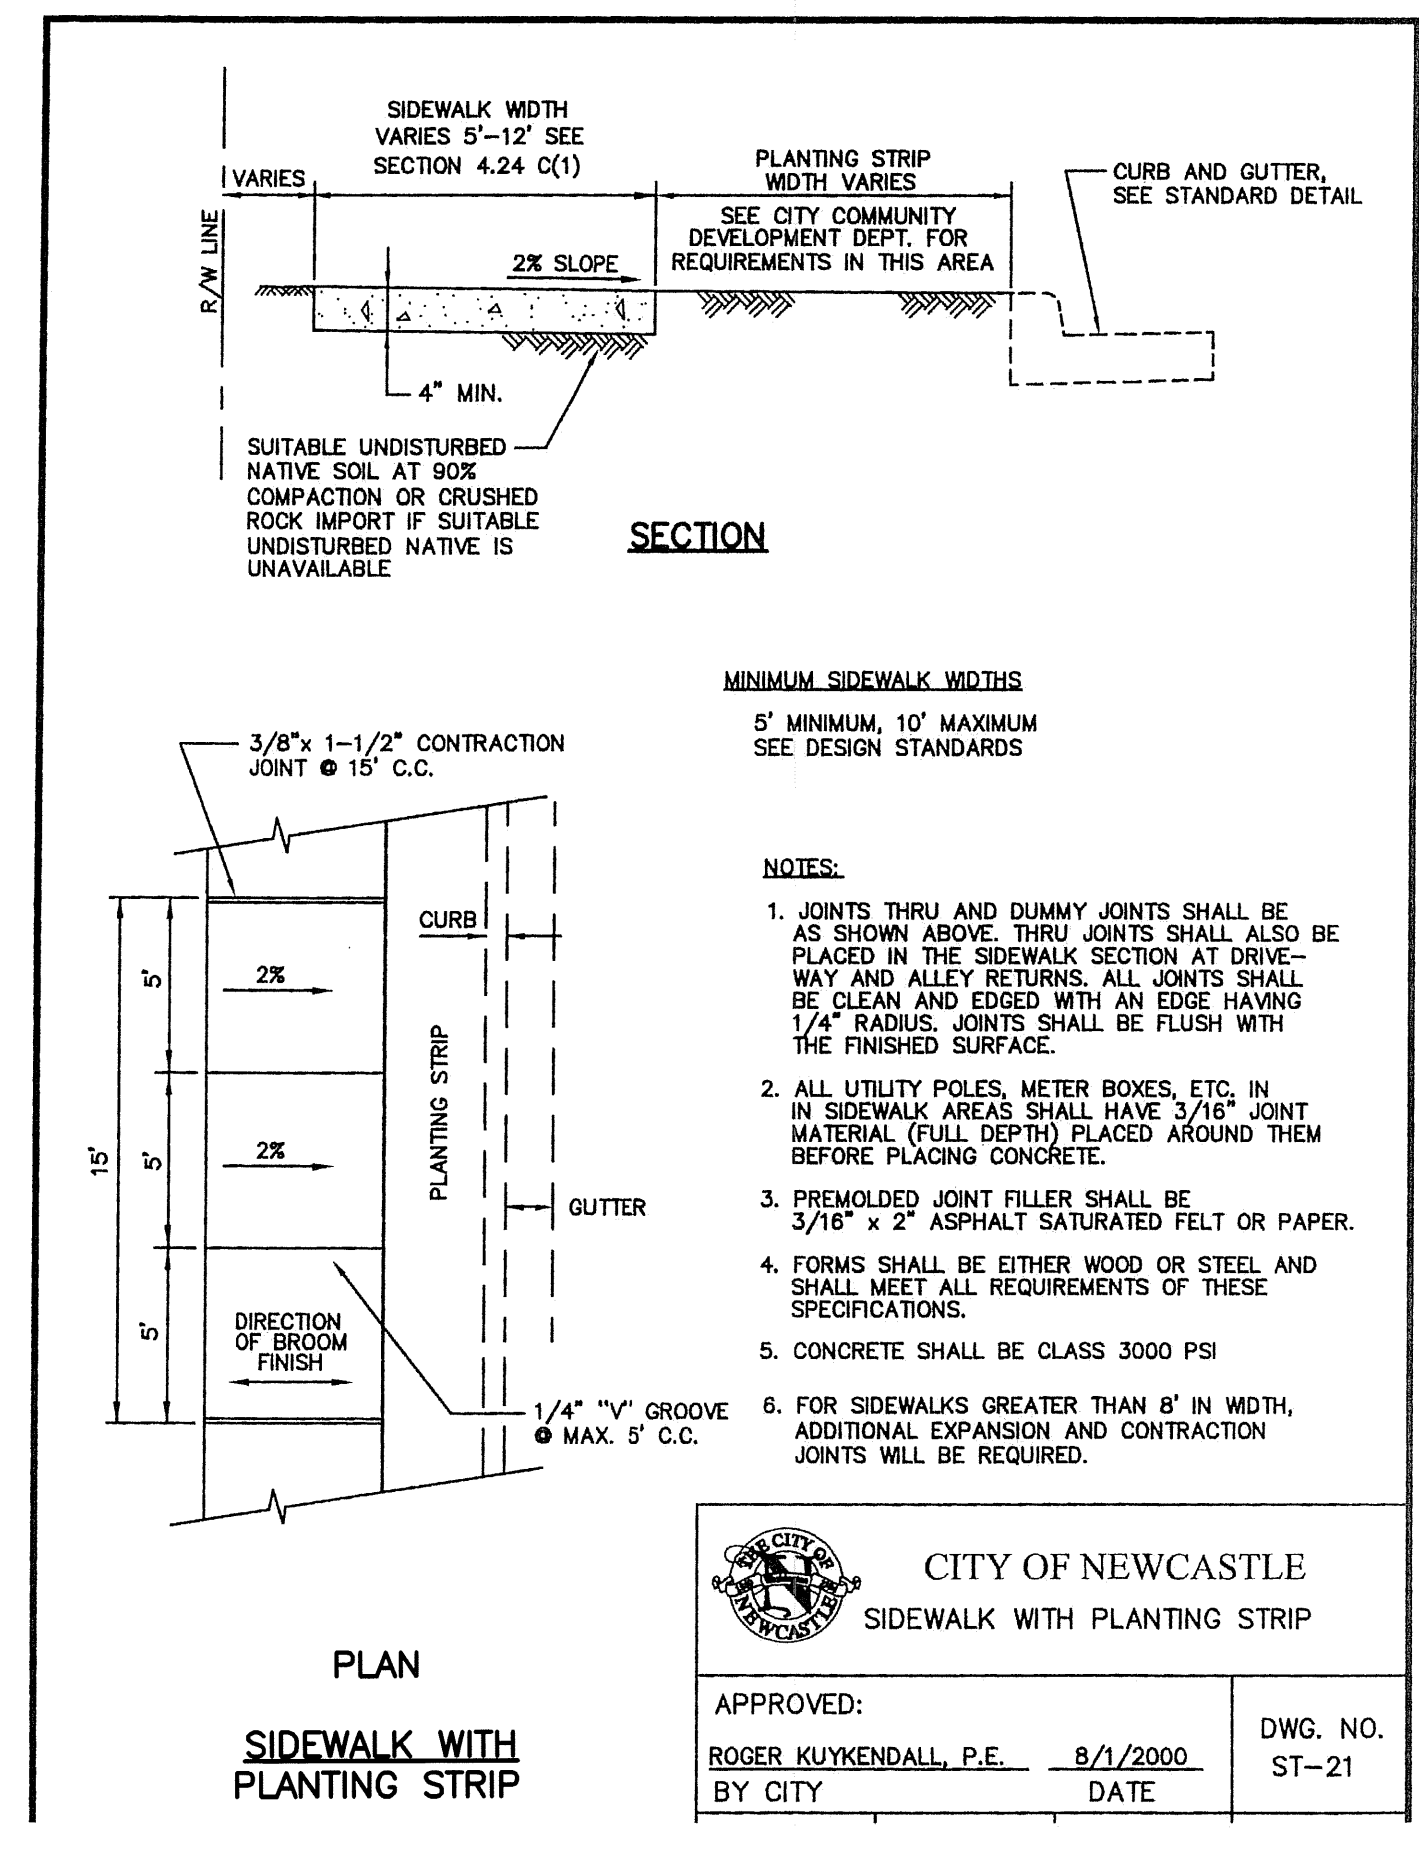 SIDEWALK WIDTH
VARIES 5'-12' SEE
SECTION 4.24 C(1)
VARIES
PLANTING STRIP
WIDTH VARIES
SEE CITY COMMUNITY
DEVELOPMENT DEPT. FOR
REQUIREMENTS IN THIS AREA
CURB AND GUTTER,
SEE STANDARD DETAIL
R/W LINE
2% SLOPE
4" MIN.
SUITABLE UNDISTURBED
NATIVE SOIL AT 90%
COMPACTION OR CRUSHED
ROCK IMPORT IF SUITABLE
UNDISTURBED NATIVE IS
UNAVAILABLE
SECTION
MINIMUM SIDEWALK WIDTHS
5' MINIMUM, 10' MAXIMUM
SEE DESIGN STANDARDS
3/8"x 1-1/2" CONTRACTION
JOINT @ 15' C.C.
CURB
5'
2%
PLANTING STRIP
15'
5'
2%
GUTTER
5'
DIRECTION
OF BROOM
FINISH
1/4" "V" GROOVE
@ MAX. 5' C.C.
NOTES:
1. JOINTS THRU AND DUMMY JOINTS SHALL BE
AS SHOWN ABOVE. THRU JOINTS SHALL ALSO BE
PLACED IN THE SIDEWALK SECTION AT DRIVE-
WAY AND ALLEY RETURNS. ALL JOINTS SHALL
BE CLEAN AND EDGED WITH AN EDGE HAVING
1/4" RADIUS. JOINTS SHALL BE FLUSH WITH
THE FINISHED SURFACE.
2. ALL UTILITY POLES, METER BOXES, ETC. IN
IN SIDEWALK AREAS SHALL HAVE 3/16" JOINT
MATERIAL (FULL DEPTH) PLACED AROUND THEM
BEFORE PLACING CONCRETE.
3. PREMOLDED JOINT FILLER SHALL BE
3/16" x 2" ASPHALT SATURATED FELT OR PAPER.
4. FORMS SHALL BE EITHER WOOD OR STEEL AND
SHALL MEET ALL REQUIREMENTS OF THESE
SPECIFICATIONS.
5. CONCRETE SHALL BE CLASS 3000 PSI
6. FOR SIDEWALKS GREATER THAN 8' IN WIDTH,
ADDITIONAL EXPANSION AND CONTRACTION
JOINTS WILL BE REQUIRED.
PLAN
SIDEWALK WITH
PLANTING STRIP
THE CITY OF
NEWCASTLE
CITY OF NEWCASTLE
SIDEWALK WITH PLANTING STRIP
APPROVED:
ROGER KUYKENDALL, P.E. 8/1/2000
BY CITY DATE
DWG. NO.
ST-21